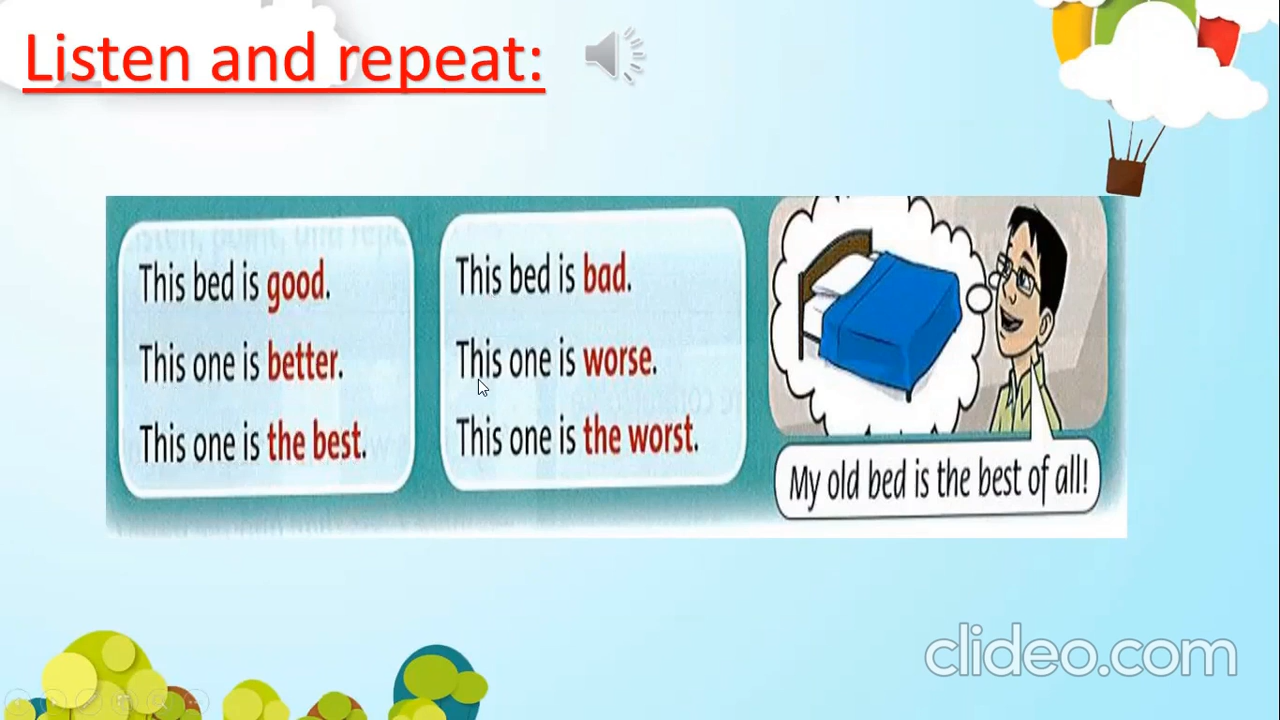 Listen and repeat:
This bed is good.
This one is better.
This one is the best.
This bed is bad.
This one is worse.
This one is the worst.
My old bed is the best of all!
clideo.com